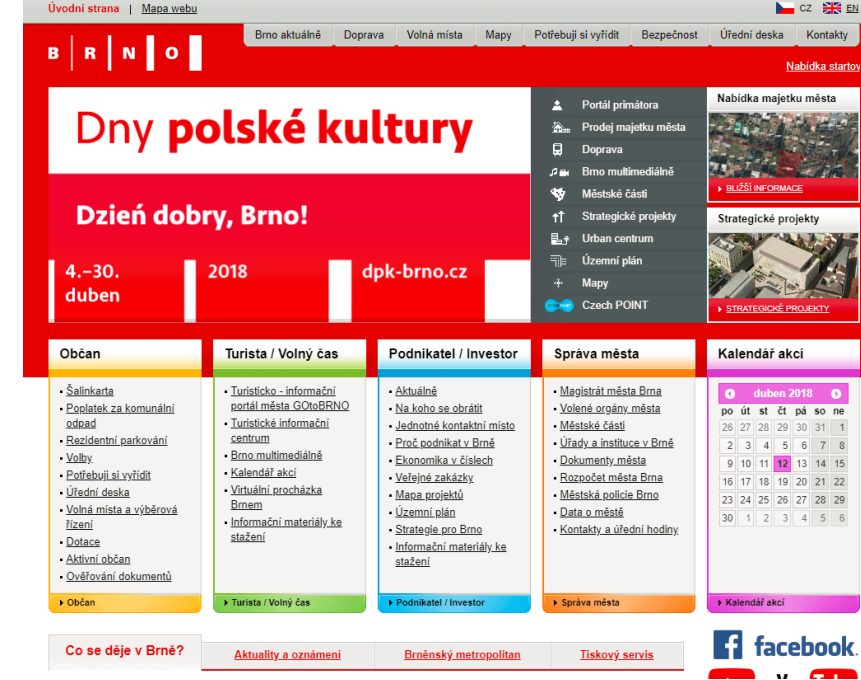 Úvodní strana | Mapa webu
CZ EN
Brno aktuálně Doprava Volná místa Mapy Potřebuji si vyřídit Bezpečnost Úřední deska Kontakty
B R N O
Nabídka startov
Dny polské kultury
Dzień dobry, Brno!
4.–30. 2018 dpk-brno.cz
duben
Portál primátora
Prodej majetku města
Doprava
Brno multimediálně
Městské části
Strategické projekty
Urban centrum
Územní plán
Mapy
Czech POINT
Nabídka majetku města
BLIŽŠÍ INFORMACE
Strategické projekty
STRATEGICKÉ PROJEKTY
Občan
Šalinkarta
Poplatek za komunální
odpad
Rezidentní parkování
Volby
Potřebuji si vyřídit
Úřední deska
Volná místa a výběrová
řízení
Dotace
Aktivní občan
Ověřování dokumentů
Občan
Turista / Volný čas
Turisticko - informační
portál města GOtoBRNO
Turistické informační
centrum
Brno multimediálně
Kalendář akcí
Virtuální procházka
Brnem
Informační materiály ke
stažení
Turista / Volný čas
Podnikatel / Investor
Aktuálně
Na koho se obrátit
Jednotné kontaktní místo
Proč podnikat v Brně
Ekonomika v číslech
Veřejné zakázky
Mapa projektů
Územní plán
Strategie pro Brno
Informační materiály ke
stažení
Podnikatel / Investor
Správa města
Magistrát města Brna
Volené orgány města
Městské části
Úřady a instituce v Brně
Dokumenty města
Rozpočet města Brna
Městská policie Brno
Data o městě
Kontakty a úřední hodiny
Správa města
Kalendář akcí
duben 2018
po út st čt pá so ne
26 27 28 29 30 31 1
2 3 4 5 6 7 8
9 10 11 12 13 14 15
16 17 18 19 20 21 22
23 24 25 26 27 28 29
30 1 2 3 4 5 6
Kalendář akcí
Co se děje v Brně? Aktuality a oznámení Brněnský metropolitan Tiskový servis
facebook.